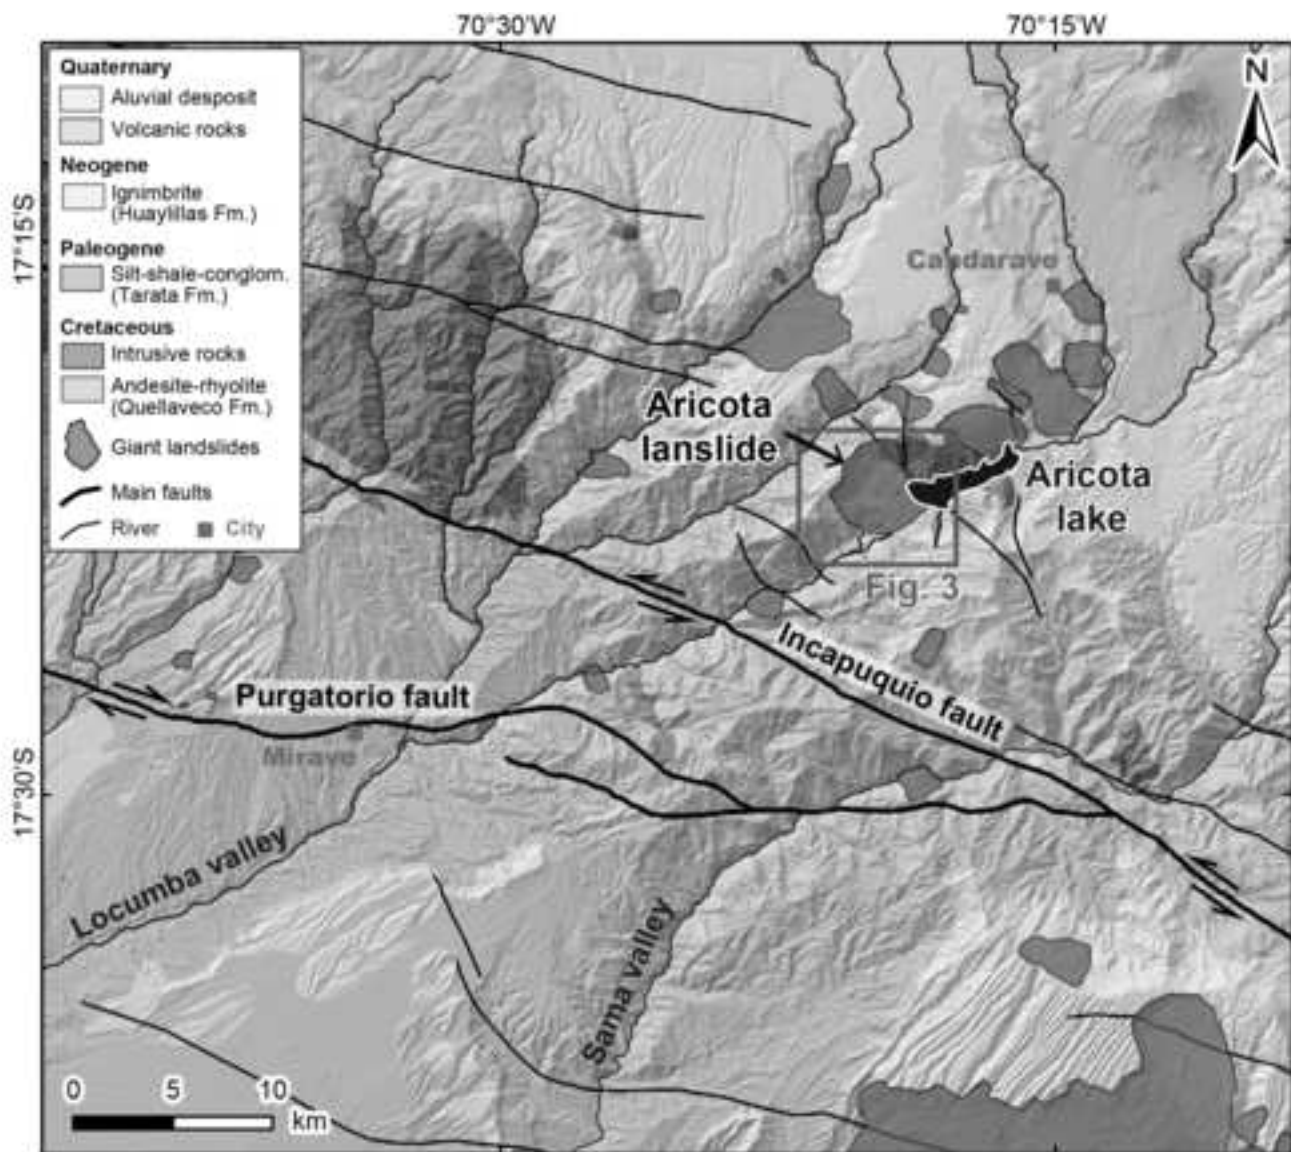 70°30'W
70°15'W
17°15'S
17°30'S
N
Quaternary
Aluvial desposit
Volcanic rocks
Neogene
Ignimbrite
(Huaylillas Fm.)
Paleogene
Silt-shale-conglom.
(Tarata Fm.)
Cretaceous
Intrusive rocks
Andesite-rhyolite
(Quellaveco Fm.)
Giant landslides
Main faults
River
City
Candarave
Aricota
lanslide
Aricota
lake
Fig. 3
Incapuquio fault
Purgatorio fault
Mirave
Locumba valley
Sama valley
0 5 10
km